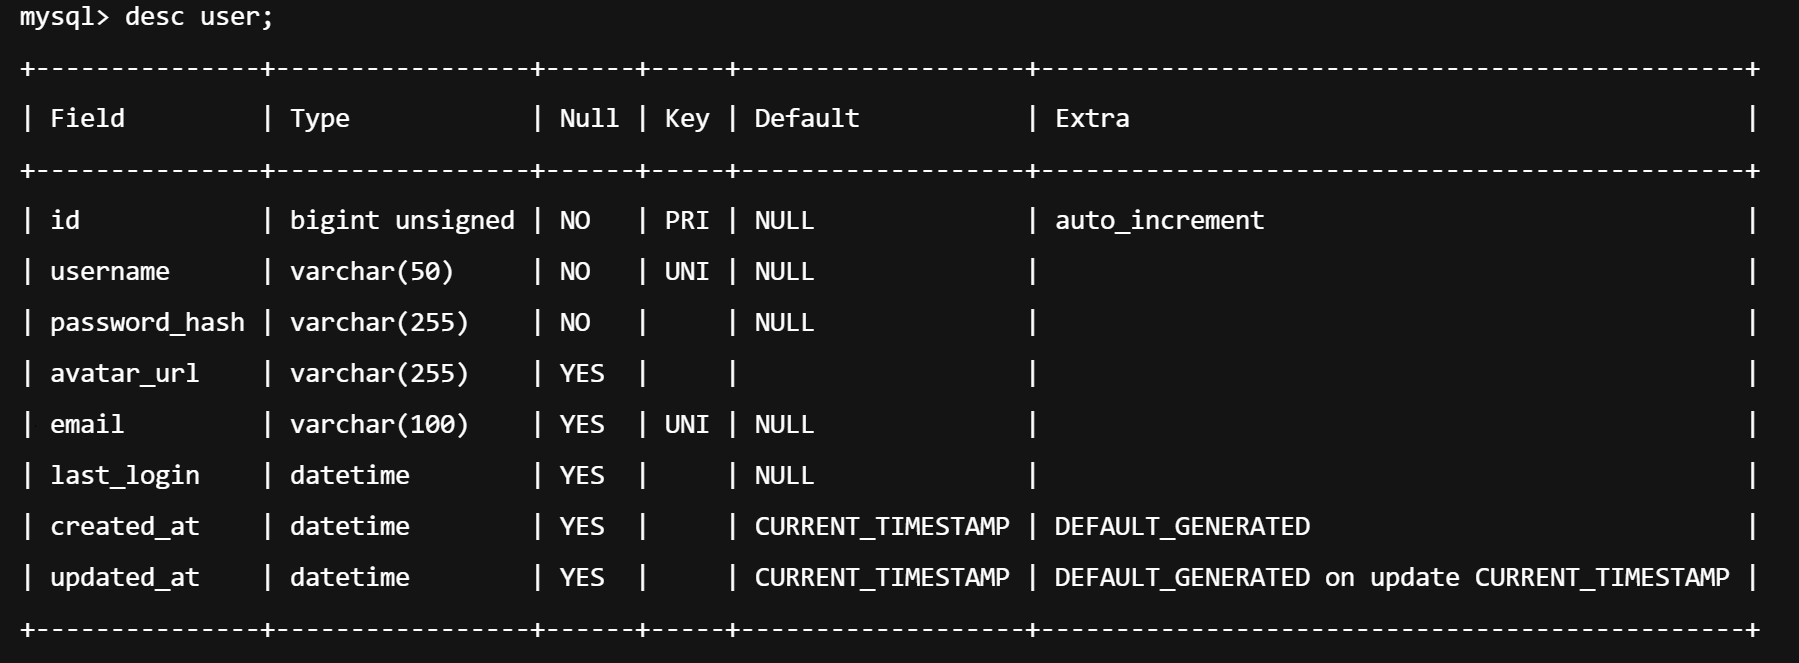 mysql> desc user;
+---------------+-----------------+------+-----+-------------------+-----------------------------------------------+
| Field         | Type            | Null | Key | Default           | Extra                                         |
+---------------+-----------------+------+-----+-------------------+-----------------------------------------------+
| id            | bigint unsigned | NO   | PRI | NULL              | auto_increment                                |
| username      | varchar(50)     | NO   | UNI | NULL              |                                               |
| password_hash | varchar(255)    | NO   |     | NULL              |                                               |
| avatar_url    | varchar(255)    | YES  |     |                   |                                               |
| email         | varchar(100)    | YES  | UNI | NULL              |                                               |
| last_login    | datetime        | YES  |     | NULL              |                                               |
| created_at    | datetime        | YES  |     | CURRENT_TIMESTAMP | DEFAULT_GENERATED                             |
| updated_at    | datetime        | YES  |     | CURRENT_TIMESTAMP | DEFAULT_GENERATED on update CURRENT_TIMESTAMP |
+---------------+-----------------+------+-----+-------------------+-----------------------------------------------+